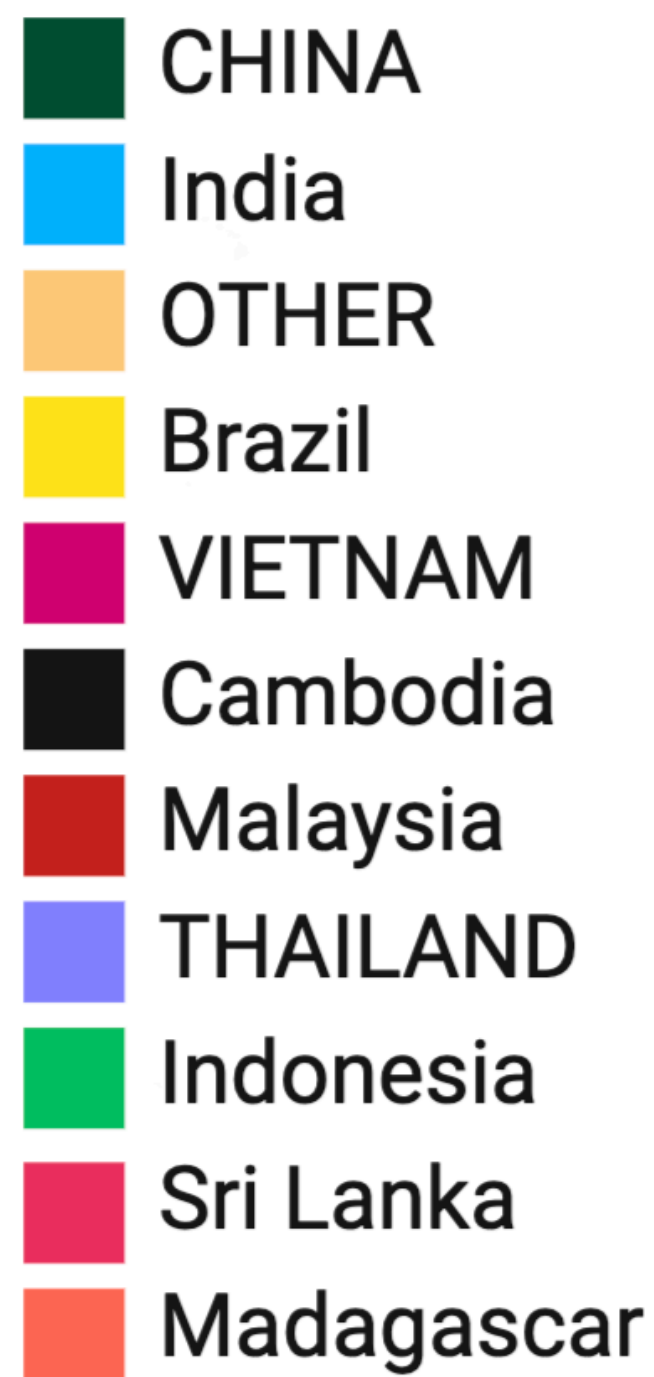 CHINA
India
OTHER
Brazil
VIETNAM
Cambodia
Malaysia
THAILAND
Indonesia
Sri Lanka
Madagascar